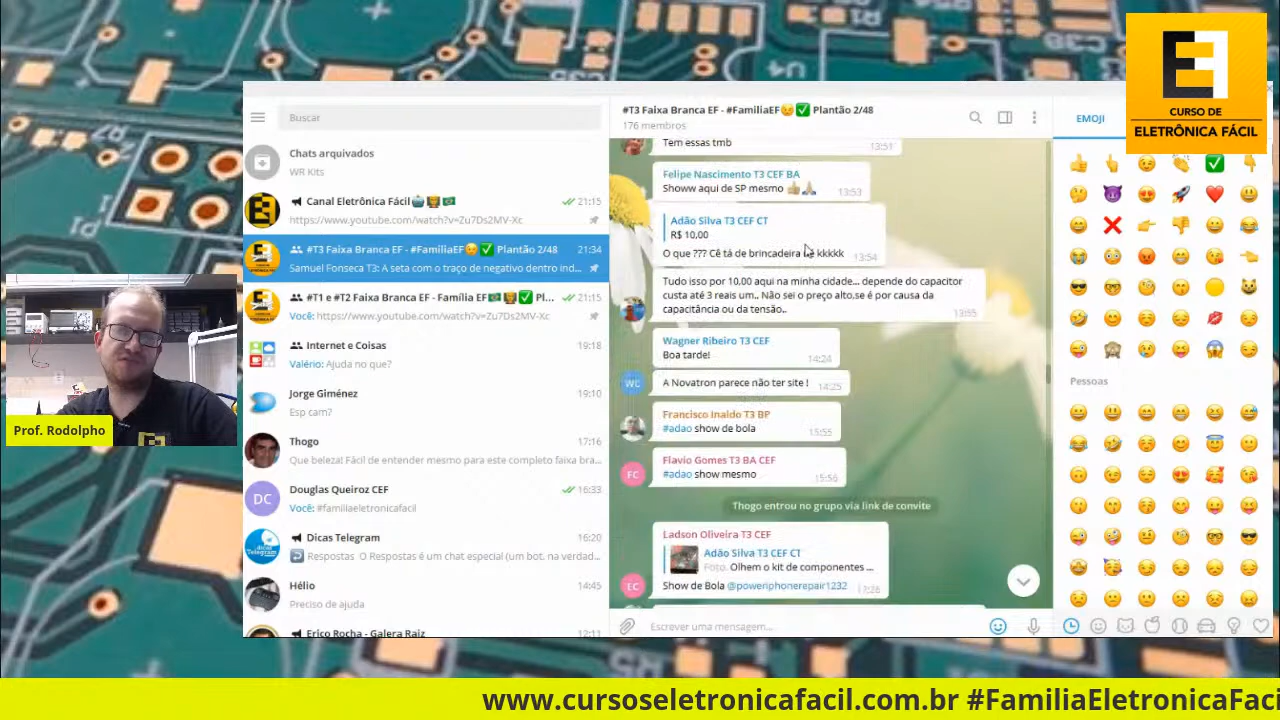 CURSO DE
ELETRÔNICA FÁCIL
Buscar
Chats arquivados
WR Kits
Canal Eletrônica Fácil
21:15
https://www.youtube.com/watch?v=Zu7Ds2MV-Xc
#T3 Faixa Branca EF - #FamiliaEF😉✅ Plantão 2/48
21:34
Samuel Fonseca T3: A seta com o traço de negativo dentro ind...
#T1 e #T2 Faixa Branca EF - Família EF
✅ Pl...
21:15
Você: https://www.youtube.com/watch?v=Zu7Ds2MV-Xc
Internet e Coisas
19:18
Valério: Ajuda no que?
Jorge Giménez
19:10
Esp cam?
Thogo
17:16
Que beleza! Fácil de entender mesmo para este completo faixa bra...
DC
Douglas Queiroz CEF
16:33
Você: #familiaeletronicafacil
Dicas Telegram
16:20
Respostas O Respostas é um chat especial (um bot, na verdad...
Hélio
14:45
Preciso de ajuda
Erico Rocha - Galera Raiz
12:11
#T3 Faixa Branca EF - #FamiliaEF😉✅ Plantão 2/48
176 membros
Tem essas tmb
13:51
Felipe Nascimento T3 CEF BA
Showw aqui de SP mesmo 👍🙏
13:53
Adão Silva T3 CEF CT
R$ 10,00
O que ??? Cê tá de brincadeira
kkkkk
13:54
Tudo isso por 10,00 aqui na minha cidade... depende do capacitor
custa até 3 reais um.. Não sei o preço alto.se é por causa da
capacitância ou da tensão..
13:55
Wagner Ribeiro T3 CEF
Boa tarde!
14:24
WC
A Novatron parece não ter site !
14:25
Francisco Inaldo T3 BP
#adao show de bola
15:55
Flavio Gomes T3 BA CEF
FC
#adao show mesmo
15:56
Thogo entrou no grupo via link de convite
Ladson Oliveira T3 CEF
Adão Silva T3 CEF CT
Foto, Olhem o kit de componentes ...
EC
Show de Bola @poweriphonerepair1232
17:26
Escrever uma mensagem...
EMOJI
Pessoas
Prof. Rodolpho
www.cursoseletronicafacil.com.br #FamiliaEletronicaFaci